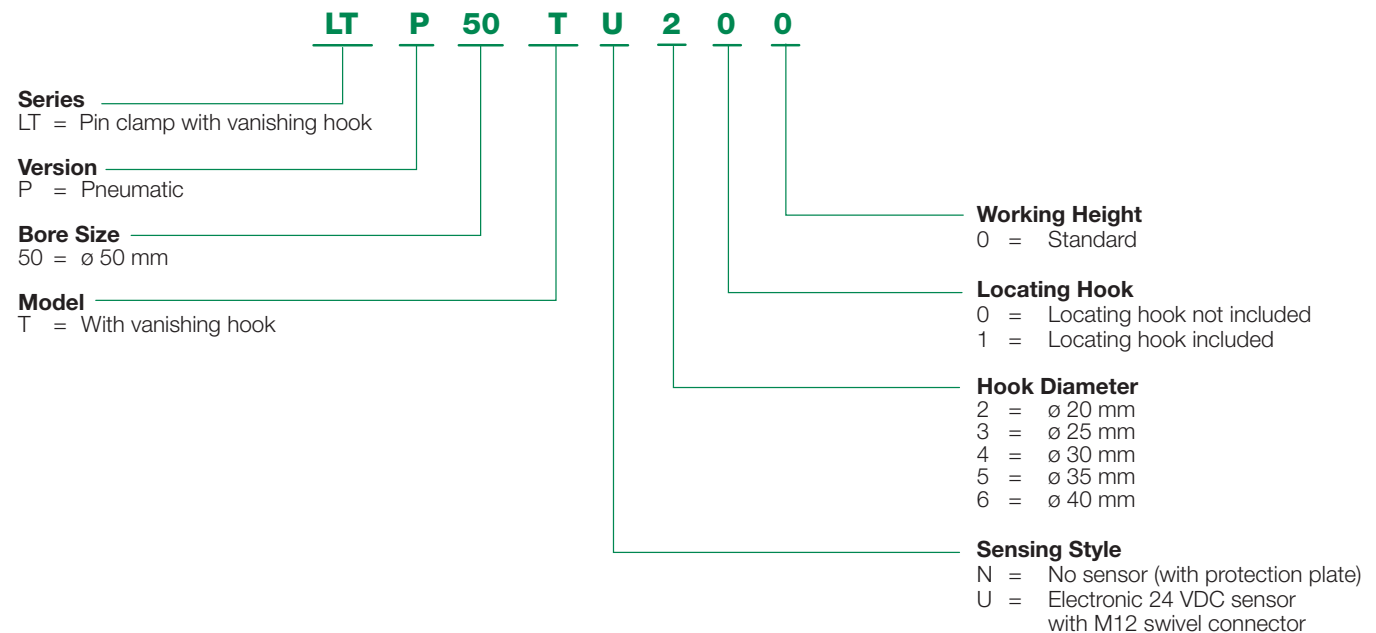 LT P 50 T U 2 0 0
Series
LT = Pin clamp with vanishing hook
Version
P = Pneumatic
Bore Size
50 = ø 50 mm
Model
T = With vanishing hook
Working Height
0 = Standard
Locating Hook
0 = Locating hook not included
1 = Locating hook included
Hook Diameter
2 = ø 20 mm
3 = ø 25 mm
4 = ø 30 mm
5 = ø 35 mm
6 = ø 40 mm
Sensing Style
N = No sensor (with protection plate)
U = Electronic 24 VDC sensor
with M12 swivel connector